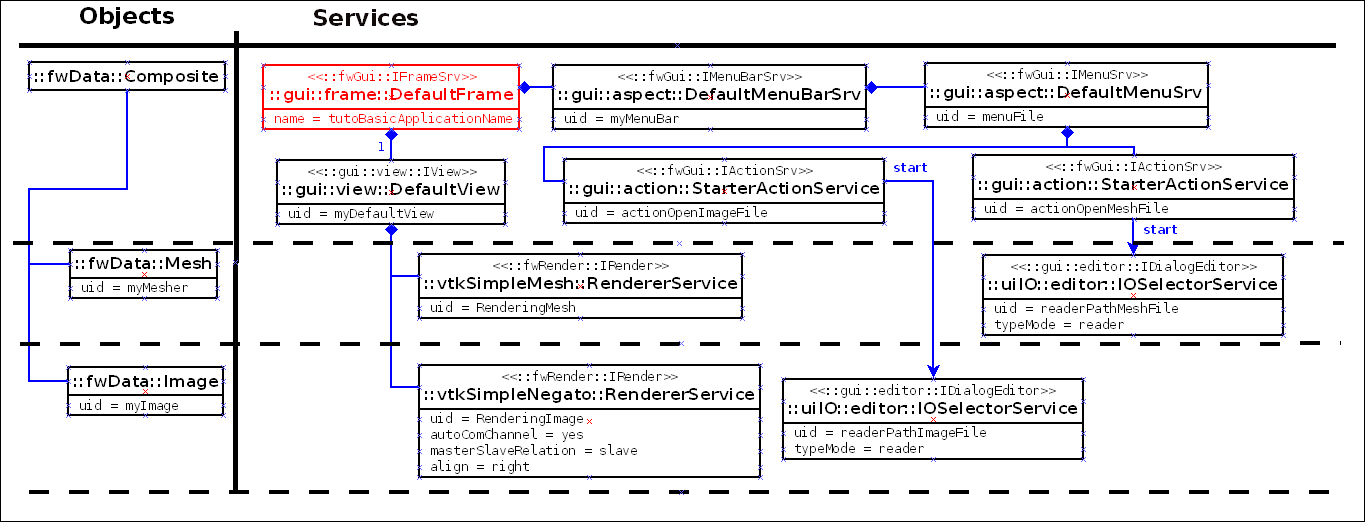 Objects
Services
::fwData::Composite
<<::fwGui::IFrameSrv>>
::gui::frame::DefaultFrame
name = tutoBasicApplicationName
<<::fwGui::IMenuBarSrv>>
::gui::aspect::DefaultMenuBarSrv
uid = myMenuBar
<<::fwGui::IMenuSrv>>
::gui::aspect::DefaultMenuSrv
uid = menuFile
1
<<::gui::view::IView>>
::gui::view::DefaultView
uid = myDefaultView
<<::fwGui::IActionSrv>>
::gui::action::StarterActionService
uid = actionOpenImageFile
start
<<::fwGui::IActionSrv>>
::gui::action::StarterActionService
uid = actionOpenMeshFile
start
::fwData::Mesh
uid = myMesher
<<::fwRender::IRender>>
::vtkSimpleMesh::RendererService
uid = RenderingMesh
<<::gui::editor::IDialogEditor>>
::uiIO::editor::IOSelectorService
uid = readerPathMeshFile
typeMode = reader
::fwData::Image
uid = myImage
<<::fwRender::IRender>>
::vtkSimpleNegato::RendererService
uid = RenderingImage
autoComChannel = yes
masterSlaveRelation = slave
align = right
<<::gui::editor::IDialogEditor>>
::uiIO::editor::IOSelectorService
uid = readerPathImageFile
typeMode = reader